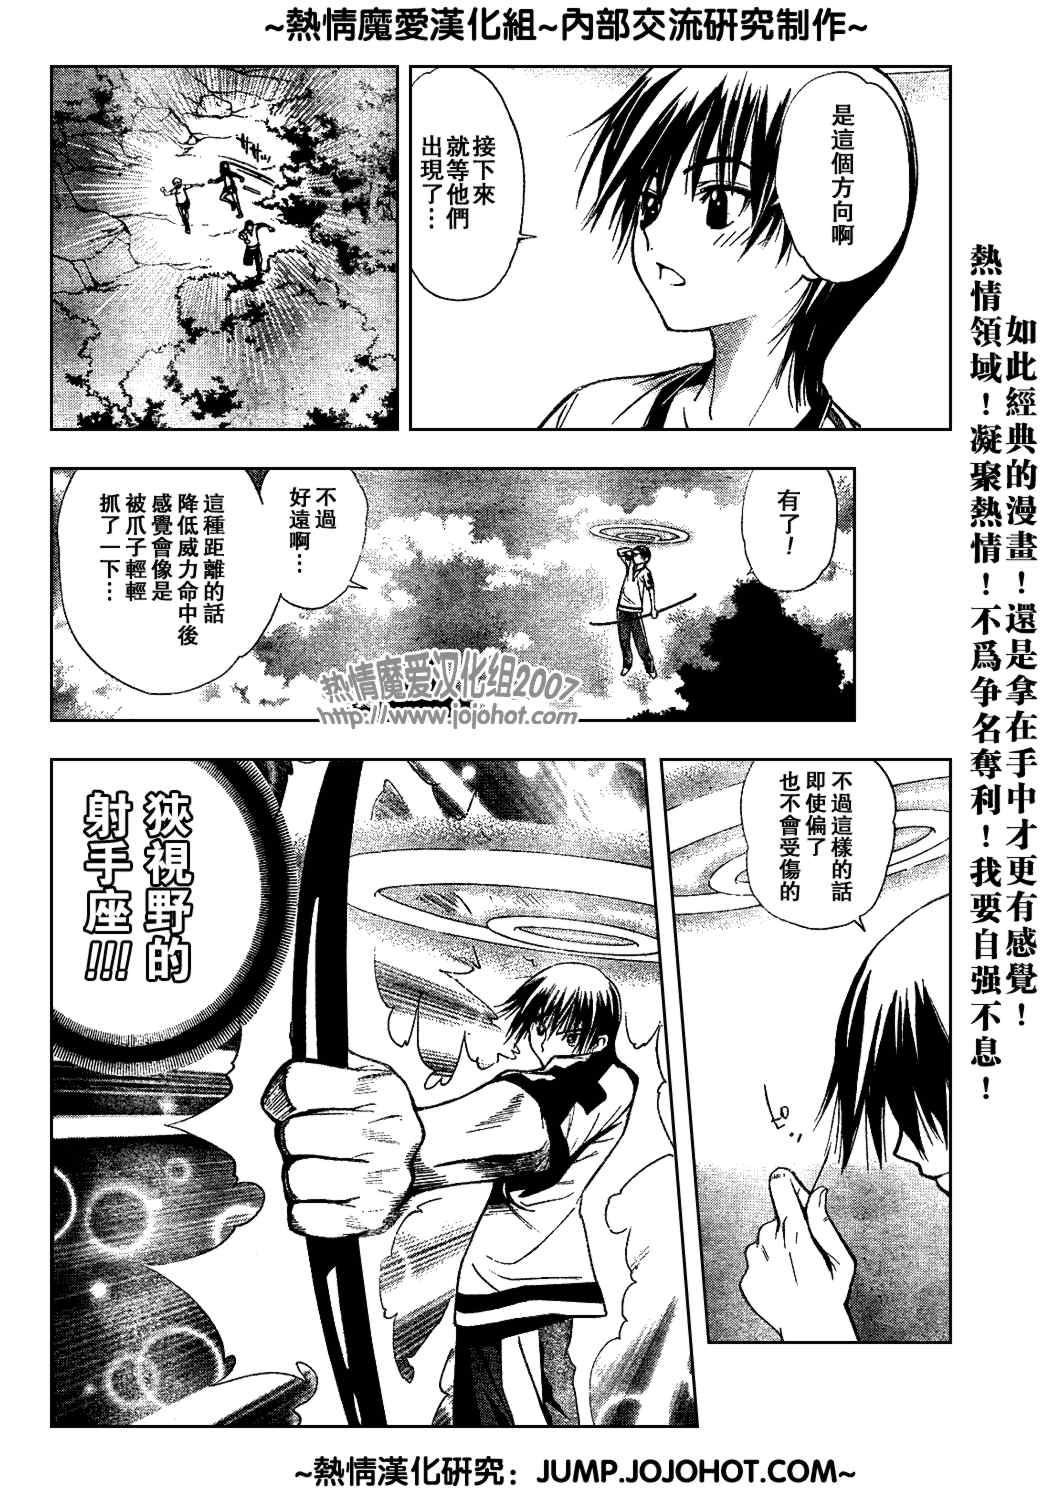 ~熱情魔愛漢化組~內部交流研究制作~
是這個方向啊
接下來
就等他們
出現了…
有了！
不過
好遠啊…
這種距離的話
降低威力命中後
感覺會像是
被爪子輕輕
抓了一下…
热情魔爱汉化组2007
http://www.jojohot.com
不過這樣的話
即使偏了
也不會受傷的
狹視野的
射手座!!!
如此經典的漫畫！還是拿在手中才更有感覺！
熱情領域！凝聚熱情！不爲争名奪利！我要自强不息！
~熱情漢化研究：JUMP.JOJOHOT.COM~